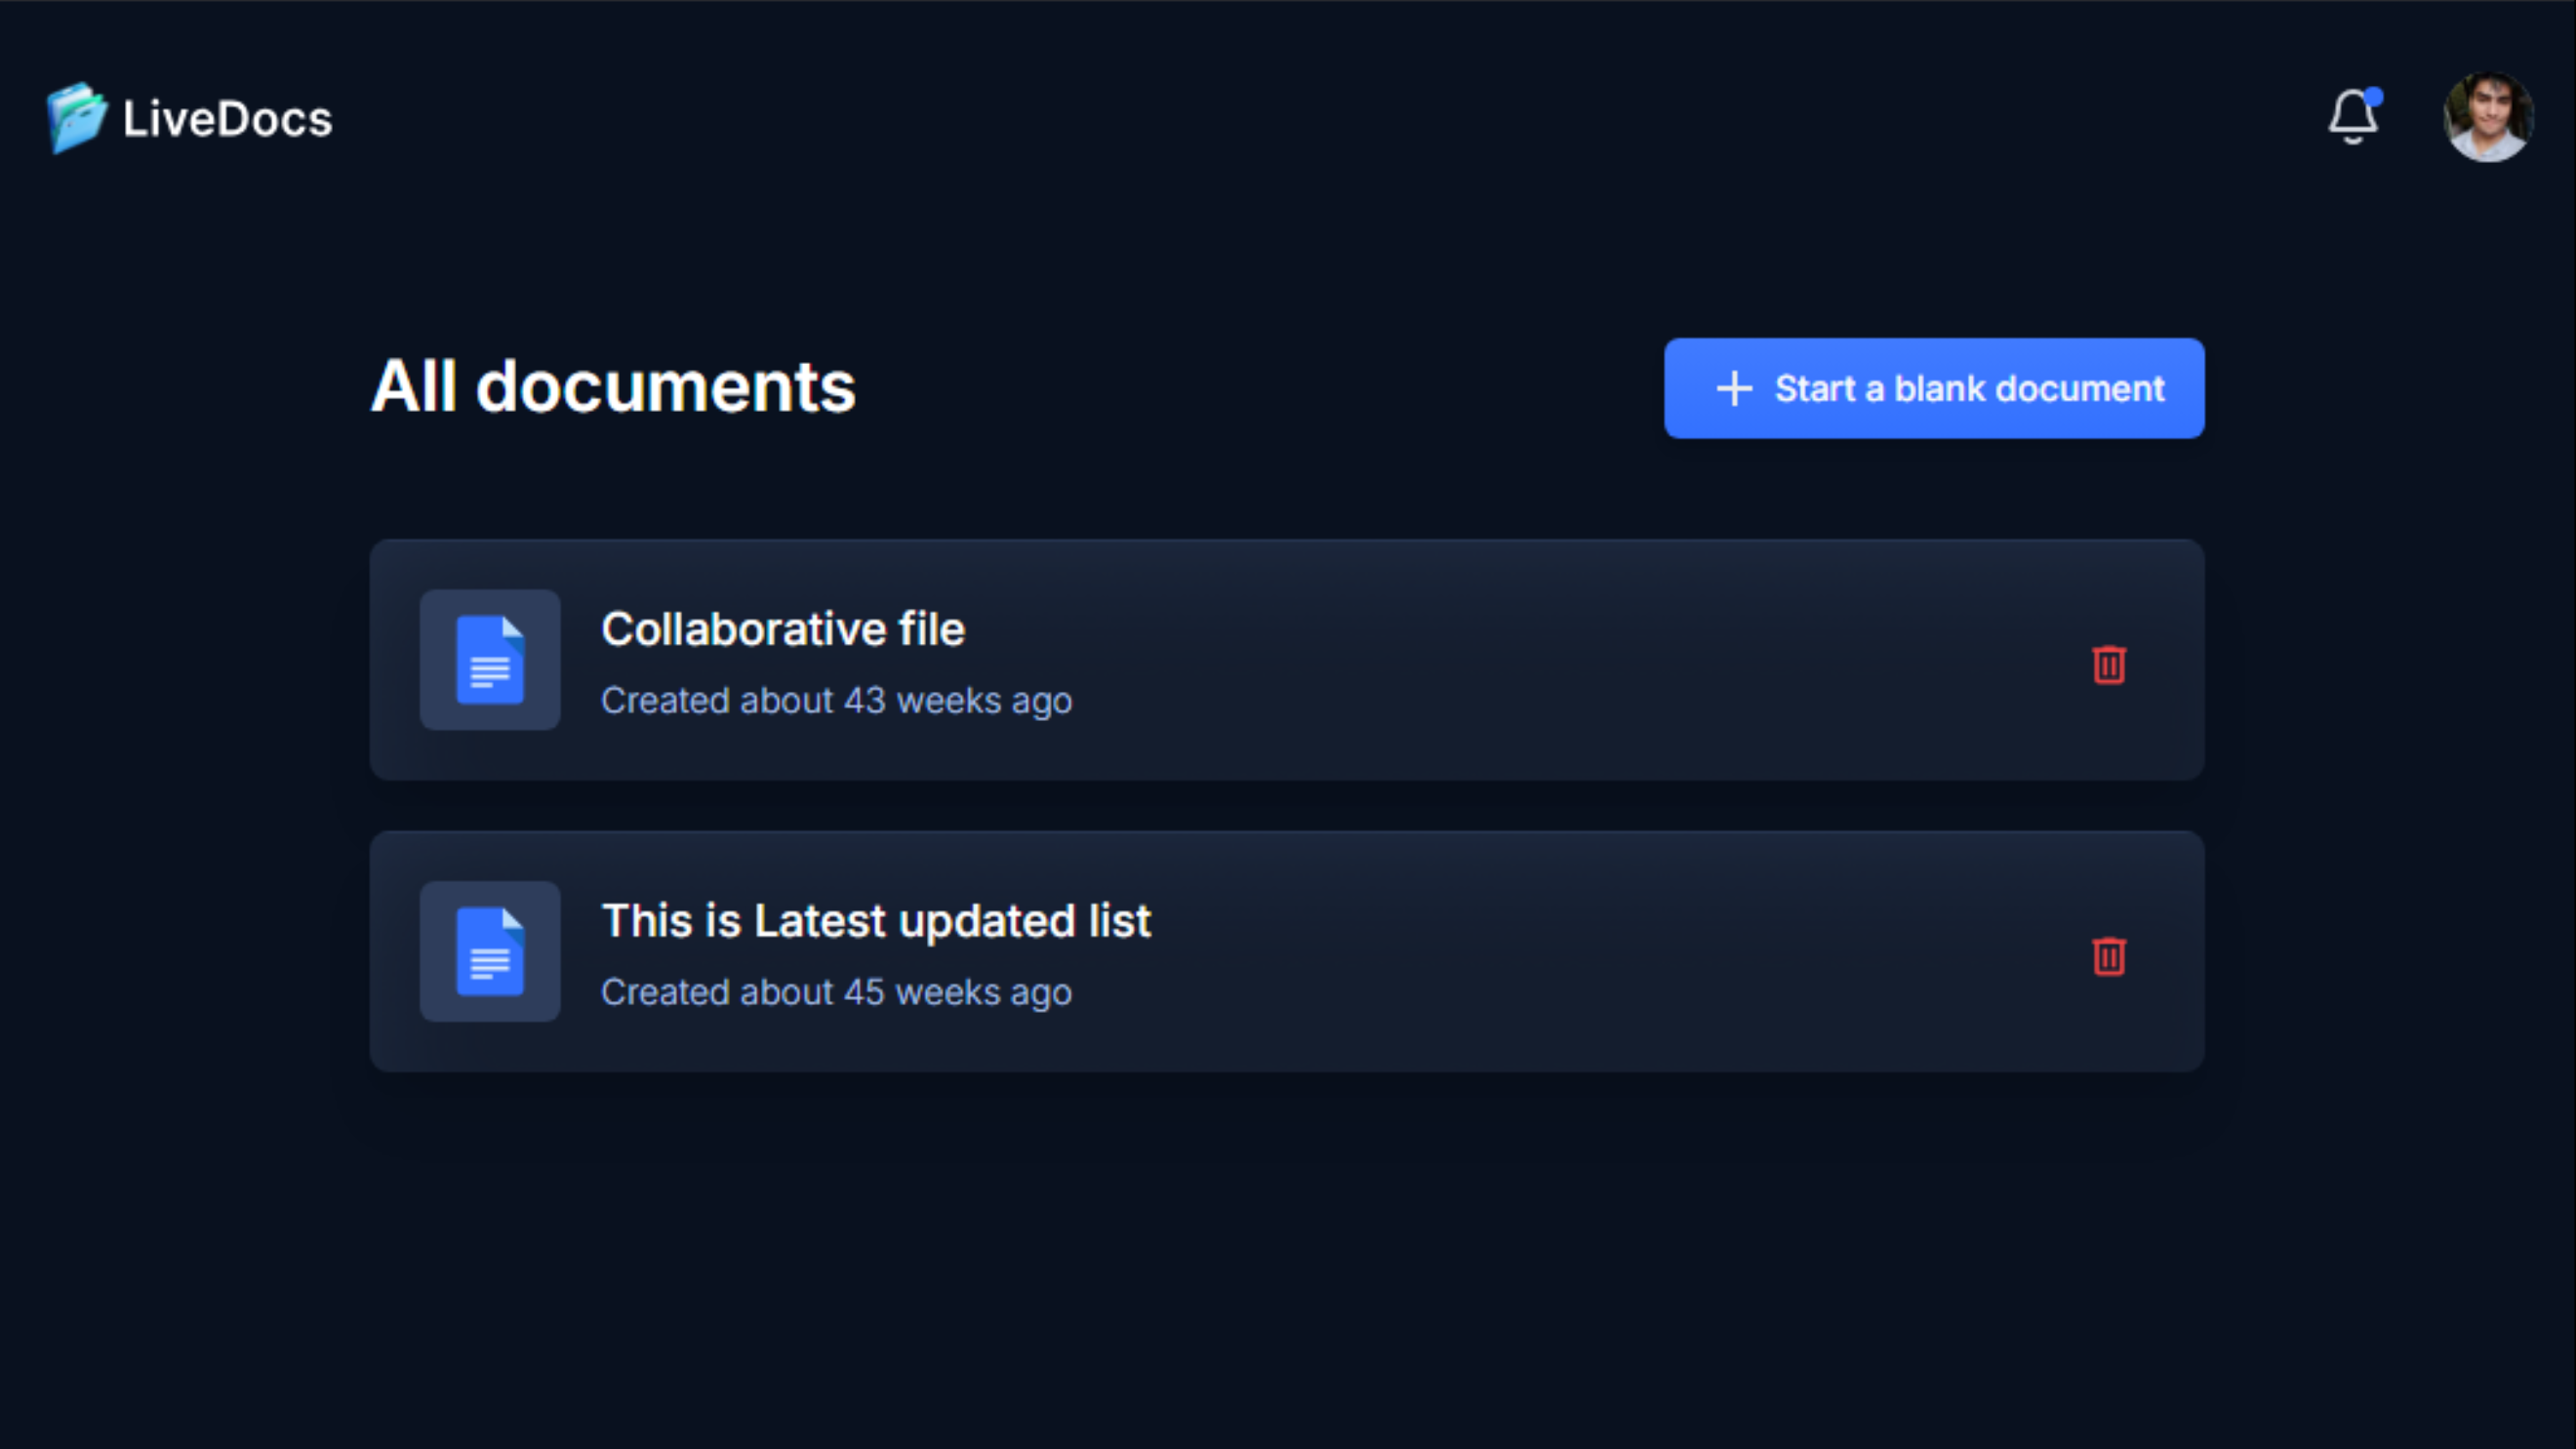 LiveDocs
All documents
Start a blank document
Collaborative file
Created about 43 weeks ago
This is Latest updated list
Created about 45 weeks ago